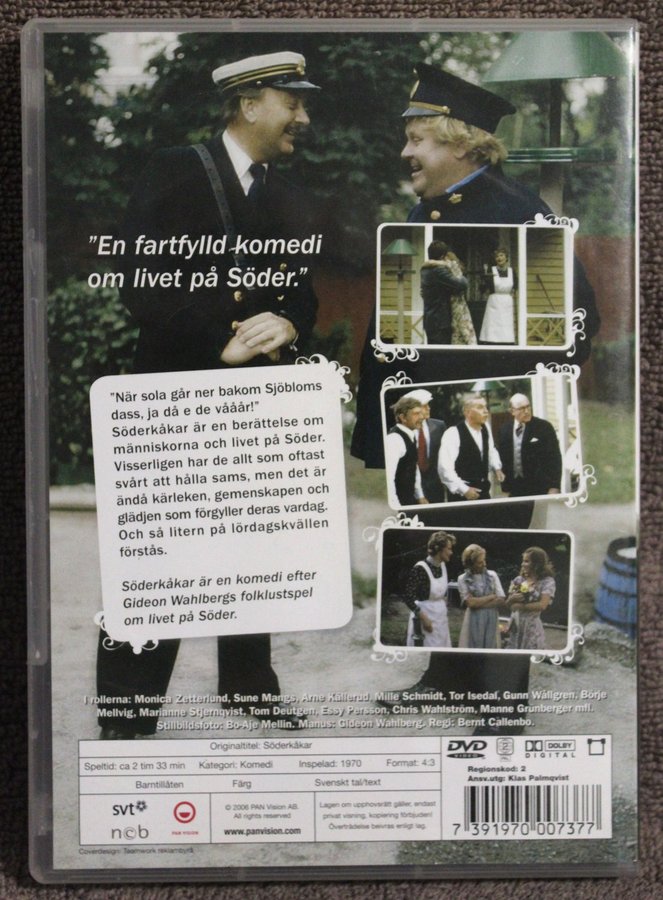 "En fartfylld komedi
om livet på Söder."
"När sola går ner bakom Sjöbloms
dass, ja då e de vååår!"
Söderkåkar är en berättelse om
människorna och livet på Söder.
Visserligen har de allt som oftast
svårt att hålla sams, men det är
ändå kärleken, gemenskapen och
glädjen som förgyller deras vardag.
Och så litern på lördagskvällen
förstås.
Söderkåkar är en komedi efter
Gideon Wahlbergs folklustspel
om livet på Söder.
I rollerna: Monica Zetterlund, Sune Mangs, Arne Källerud, Mille Schmidt, Tor Isedal, Gunn Wållgren, Börje
Mellvig, Marianne Stjernqvist, Tom Deutgen, Essy Persson, Chris Wahlström, Manne Grünberger mfl.
Stillbildsfoto: Bo-Aje Mellin. Manus: Gideon Wahlberg. Regi: Bernt Callenbo.
Originaltitel: Söderkåkar
Speltid: ca 2 tim 33 min Kategori: Komedi Inspelad: 1970 Format: 4:3
Barntillåten Färg Svenskt tal/text
svt
ncb
PAN VISION
© 2006 PAN Vision AB.
All rights reserved
www.panvision.com
Lagen om upphovsrätt gäller, endast
privat visning, kopiering förbjuden!
Överträdelse beivras enligt lag.
DVD
VIDEO
2
DOLBY
DIGITAL
Regionskod: 2
Ansv.utg: Klas Palmqvist
7 391970 007377
Coverdesign: Teamwork reklambyrå